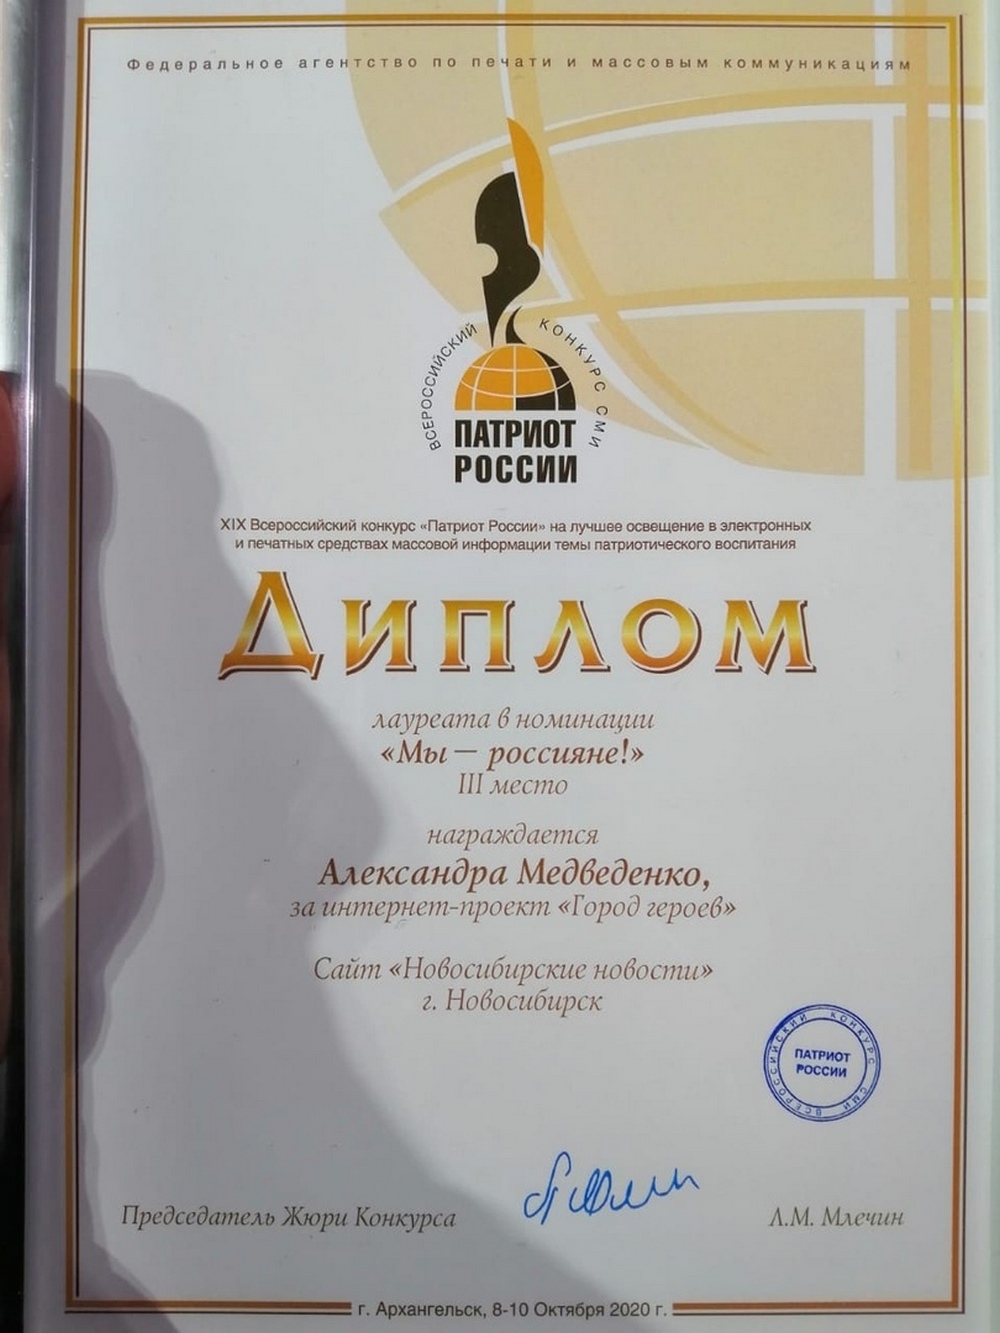 Федеральное агентство по печати и массовым коммуникациям
ВСЕРОССИЙСКИЙ КОНКУРС СМИ
ПАТРИОТ
РОССИИ
XIX Всероссийский конкурс «Патриот России» на лучшее освещение в электронных
и печатных средствах массовой информации темы патриотического воспитания
ДИПЛОМ
лауреата в номинации
«Мы — россияне!»
III место
награждается
Александра Медведенко,
за интернет-проект «Город героев»
Сайт «Новосибирские новости»
г. Новосибирск
ВСЕРОССИЙСКИЙ КОНКУРС СМИ
ПАТРИОТ
РОССИИ
Председатель Жюри Конкурса
Л.М. Млечин
г. Архангельск, 8-10 Октября 2020 г.